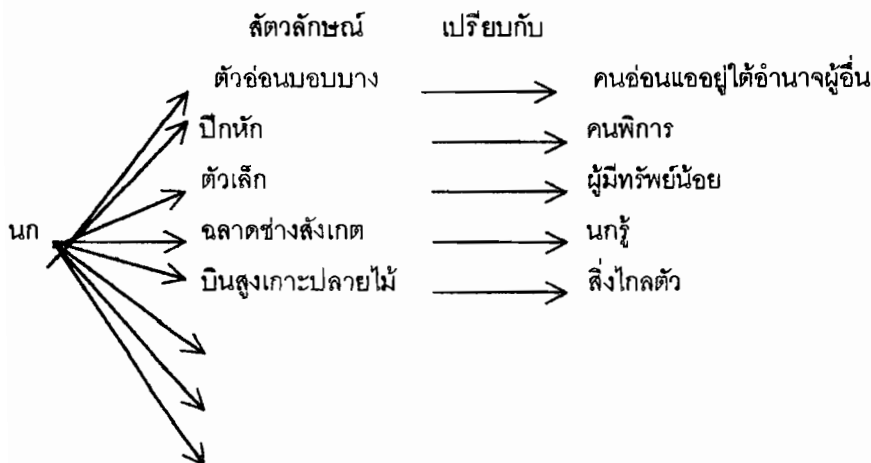 สัตวลักษณ์ เปรียบกับ
ตัวอ่อนบอบบาง คนอ่อนแออยู่ใต้อำนาจผู้อื่น
ปีกหัก คนพิการ
ตัวเล็ก ผู้มีทรัพย์น้อย
นก ฉลาดช่างสังเกต นกรู้
บินสูงเกาะปลายไม้ สิ่งไกลตัว